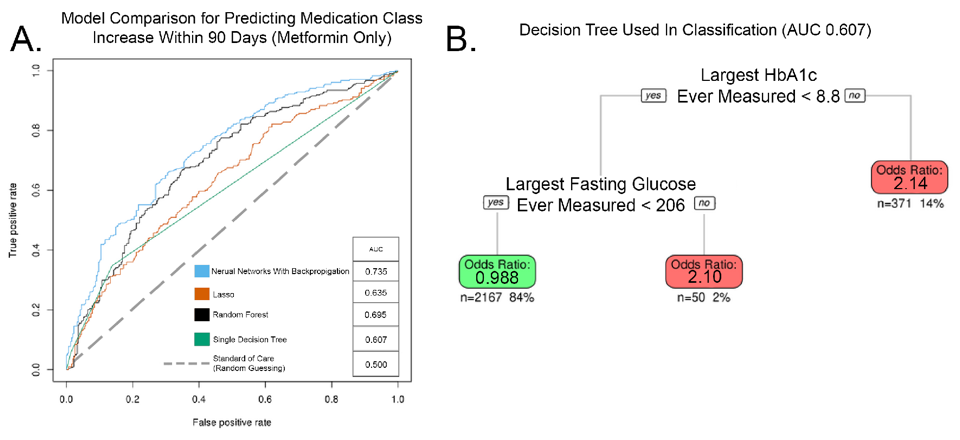 A.
Model Comparison for Predicting Medication Class
Increase Within 90 Days (Metformin Only)
True positive rate
1.0
0.8
0.6
0.4
0.2
0.0
0.0 0.2 0.4 0.6 0.8 1.0
False positive rate
AUC
Nerual Networks With Backpropigation 0.735
Lasso 0.635
Random Forest 0.695
Single Decision Tree 0.607
Standard of Care
(Random Guessing) 0.500
B.
Decision Tree Used In Classification (AUC 0.607)
Largest HbA1c
yes Ever Measured < 8.8 no
Odds Ratio:
2.14
n=371 14%
Largest Fasting Glucose
yes Ever Measured < 206 no
Odds Ratio:
0.988
n=2167 84%
Odds Ratio:
2.10
n=50 2%